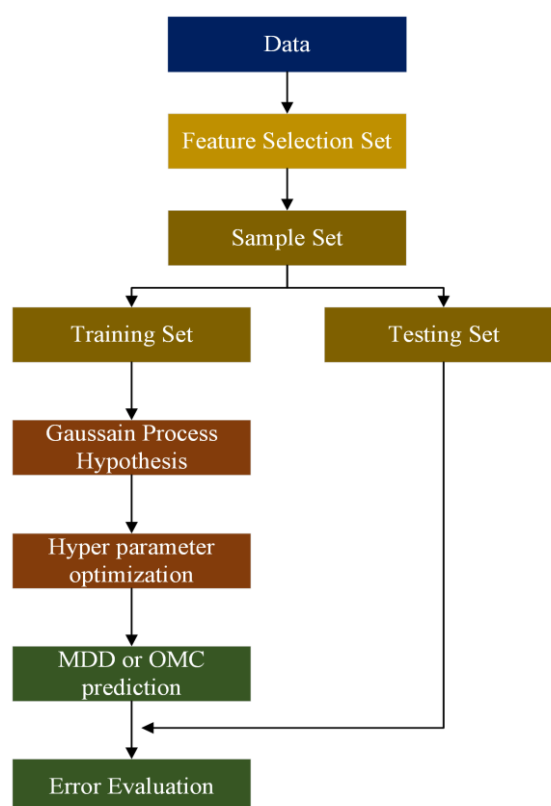 Data
Feature Selection Set
Sample Set
Training Set
Testing Set
Gaussain Process
Hypothesis
Hyper parameter
optimization
MDD or OMC
prediction
Error Evaluation